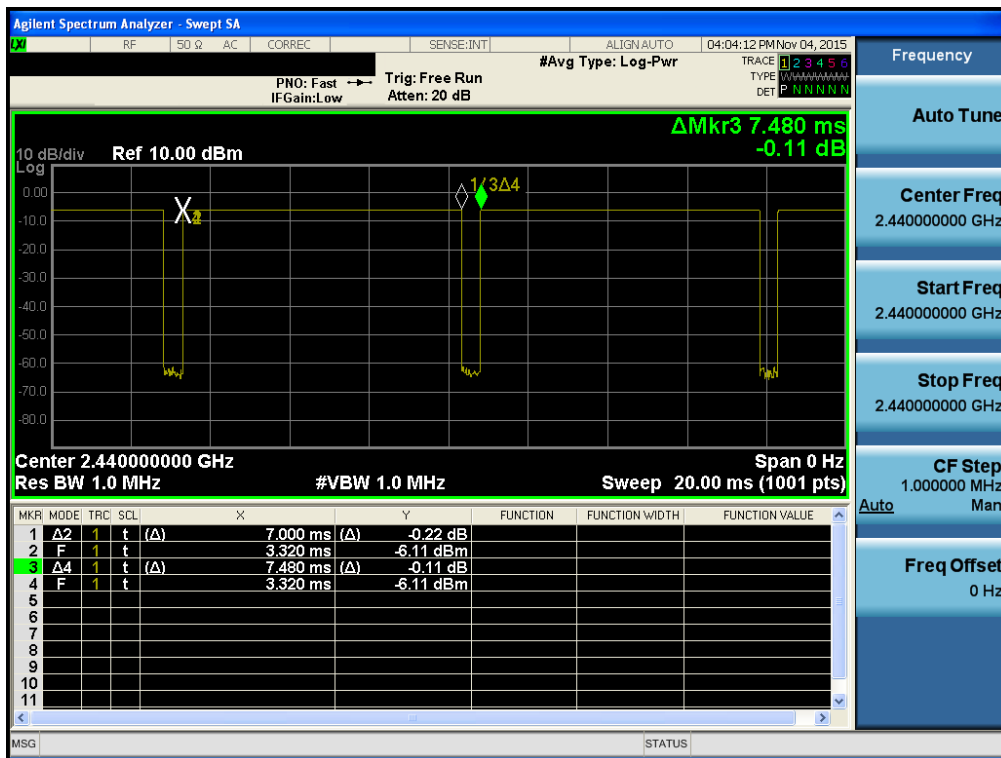 Agilent Spectrum Analyzer - Swept SA
LXI RF 50 Ω AC CORREC SENSE:INT ALIGN AUTO 04:04:12 PM Nov 04, 2015
#Avg Type: Log-Pwr
TRACE 1 2 3 4 5 6
PNO: Fast
Trig: Free Run
TYPE WWWWWW
IFGain:Low
Atten: 20 dB
DET P N N N N N
ΔMkr3 7.480 ms
-0.11 dB
10 dB/div Ref 10.00 dBm
Log
0.00
-10.0
-20.0
-30.0
-40.0
-50.0
-60.0
-70.0
-80.0
1/3Δ4
Center 2.440000000 GHz Span 0 Hz
Res BW 1.0 MHz #VBW 1.0 MHz Sweep 20.00 ms (1001 pts)
MKR MODE TRC SCL X Y FUNCTION FUNCTION WIDTH FUNCTION VALUE
1 Δ2 1 t (Δ) 7.000 ms (Δ) -0.22 dB
2 F 1 t 3.320 ms -6.11 dBm
3 Δ4 1 t (Δ) 7.480 ms (Δ) -0.11 dB
4 F 1 t 3.320 ms -6.11 dBm
5
6
7
8
9
10
11
MSG STATUS
Frequency
Auto Tune
Center Freq
2.440000000 GHz
Start Freq
2.440000000 GHz
Stop Freq
2.440000000 GHz
CF Step
1.000000 MHz
Auto Man
Freq Offset
0 Hz